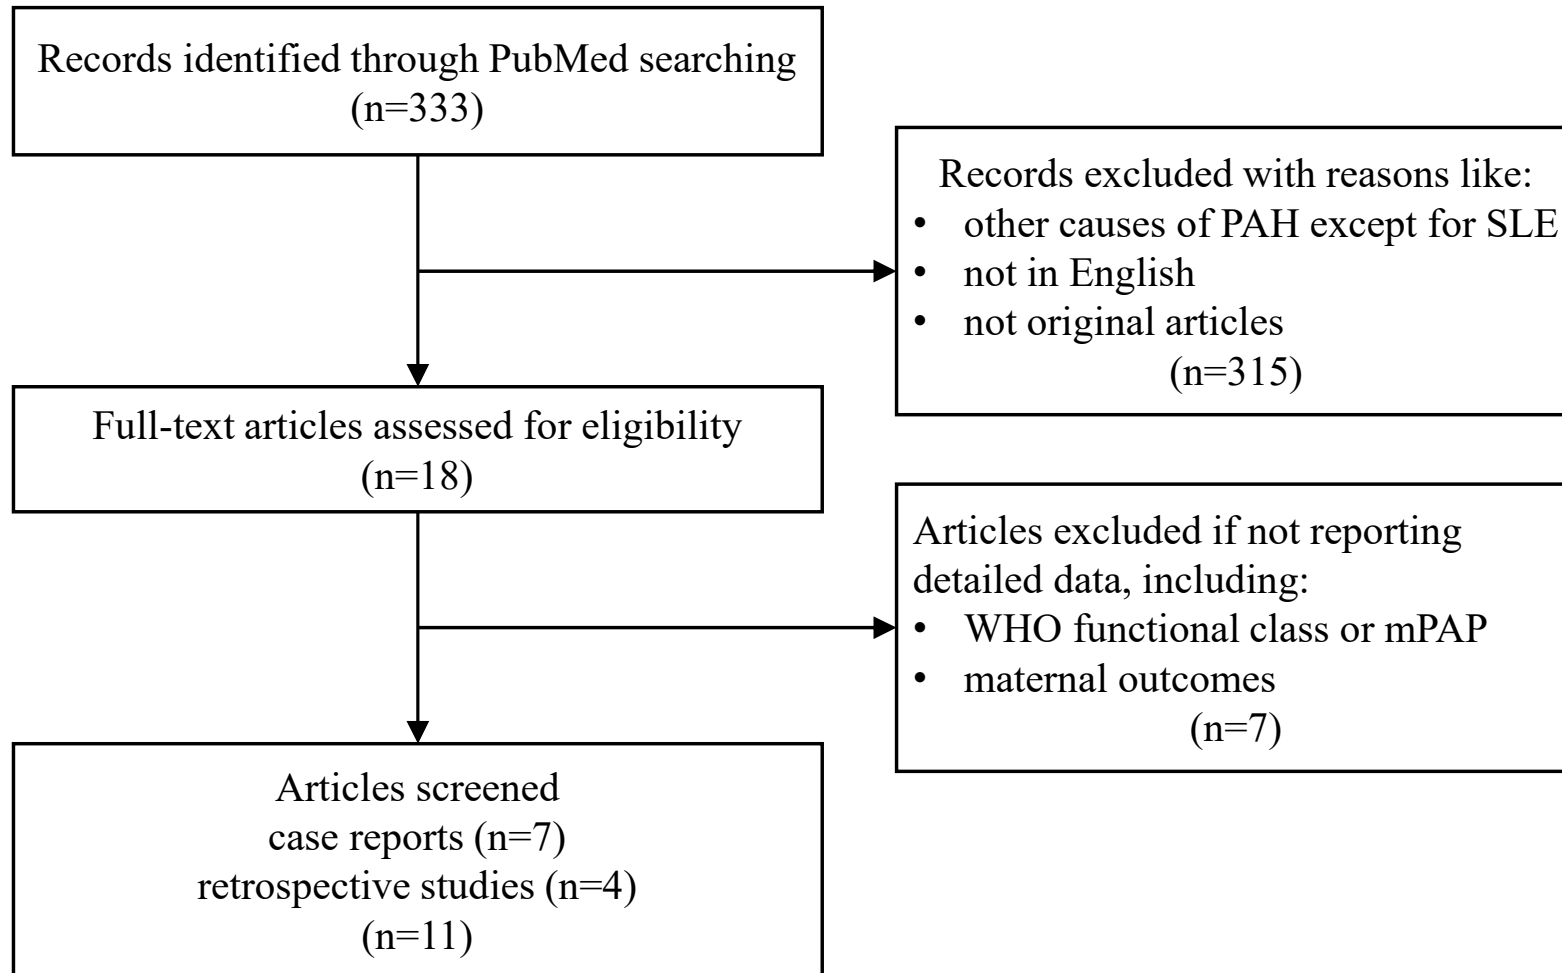 Records identified through PubMed searching
(n=333)
Records excluded with reasons like:
• other causes of PAH except for SLE
• not in English
• not original articles
(n=315)
Full-text articles assessed for eligibility
(n=18)
Articles excluded if not reporting
detailed data, including:
• WHO functional class or mPAP
• maternal outcomes
(n=7)
Articles screened
case reports (n=7)
retrospective studies (n=4)
(n=11)